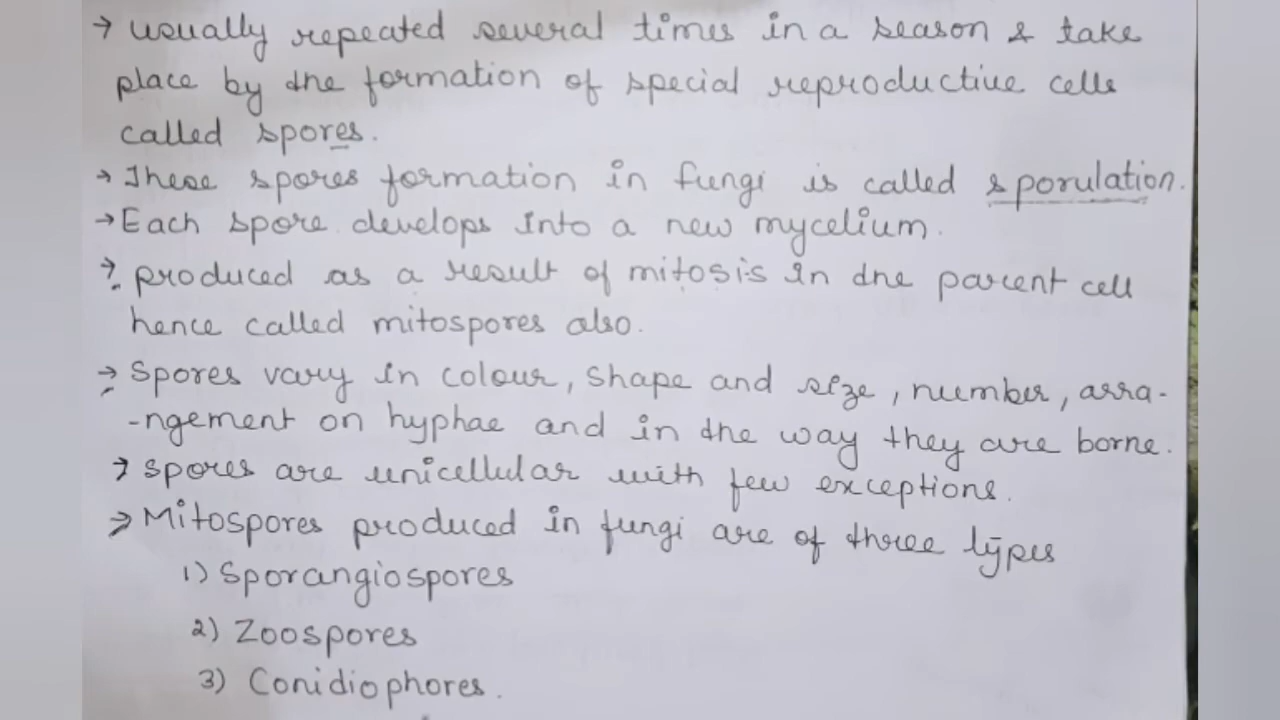 → usually repeated several times in a season & take
place by the formation of special reproductive cells
called spores.
→ These spores formation in fungi is called sporulation.
→ Each spore develops into a new mycelium.
→ produced as a result of mitosis in the parent cell
hence called mitospores also.
→ Spores vary in colour, shape and size, number, arra-
-ngement on hyphae and in the way they are borne.
→ spores are unicellular with few exceptions.
→ Mitospores produced in fungi are of three types
1) Sporangiospores
2) Zoospores
3) Conidiophores.